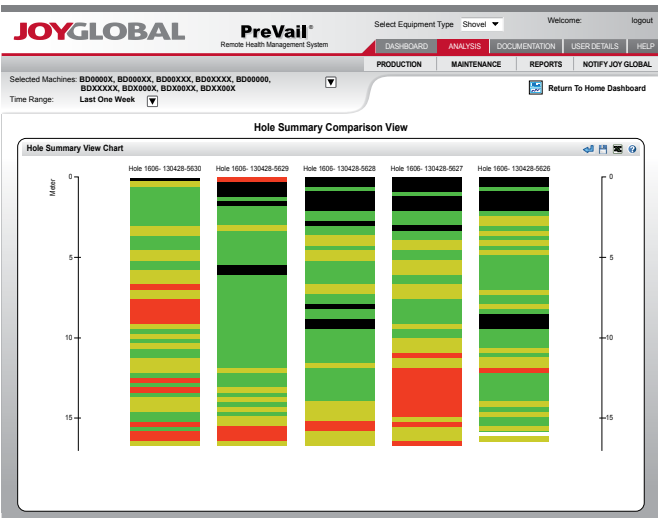 JOYGLOBAL
PreVail®
Remote Health Management System
Select Equipment Type Shovel
Welcome:
logout
DASHBOARD ANALYSIS DOCUMENTATION USER DETAILS HELP
PRODUCTION MAINTENANCE REPORTS NOTIFY JOY GLOBAL
Selected Machines: BD0000X, BD000XX, BD00XXX, BD0XXXX, BD00000,
BDXXXXX, BDX000X, BDX00XX, BDXX00X
Time Range: Last One Week
Return To Home Dashboard
Hole Summary Comparison View
Hole Summary View Chart
Hole 1606- 130428-5630 Hole 1606- 130428-5629 Hole 1606- 130428-5628 Hole 1606- 130428-5627 Hole 1606- 130428-5626
Meter
0 0
5 5
10 10
15 15